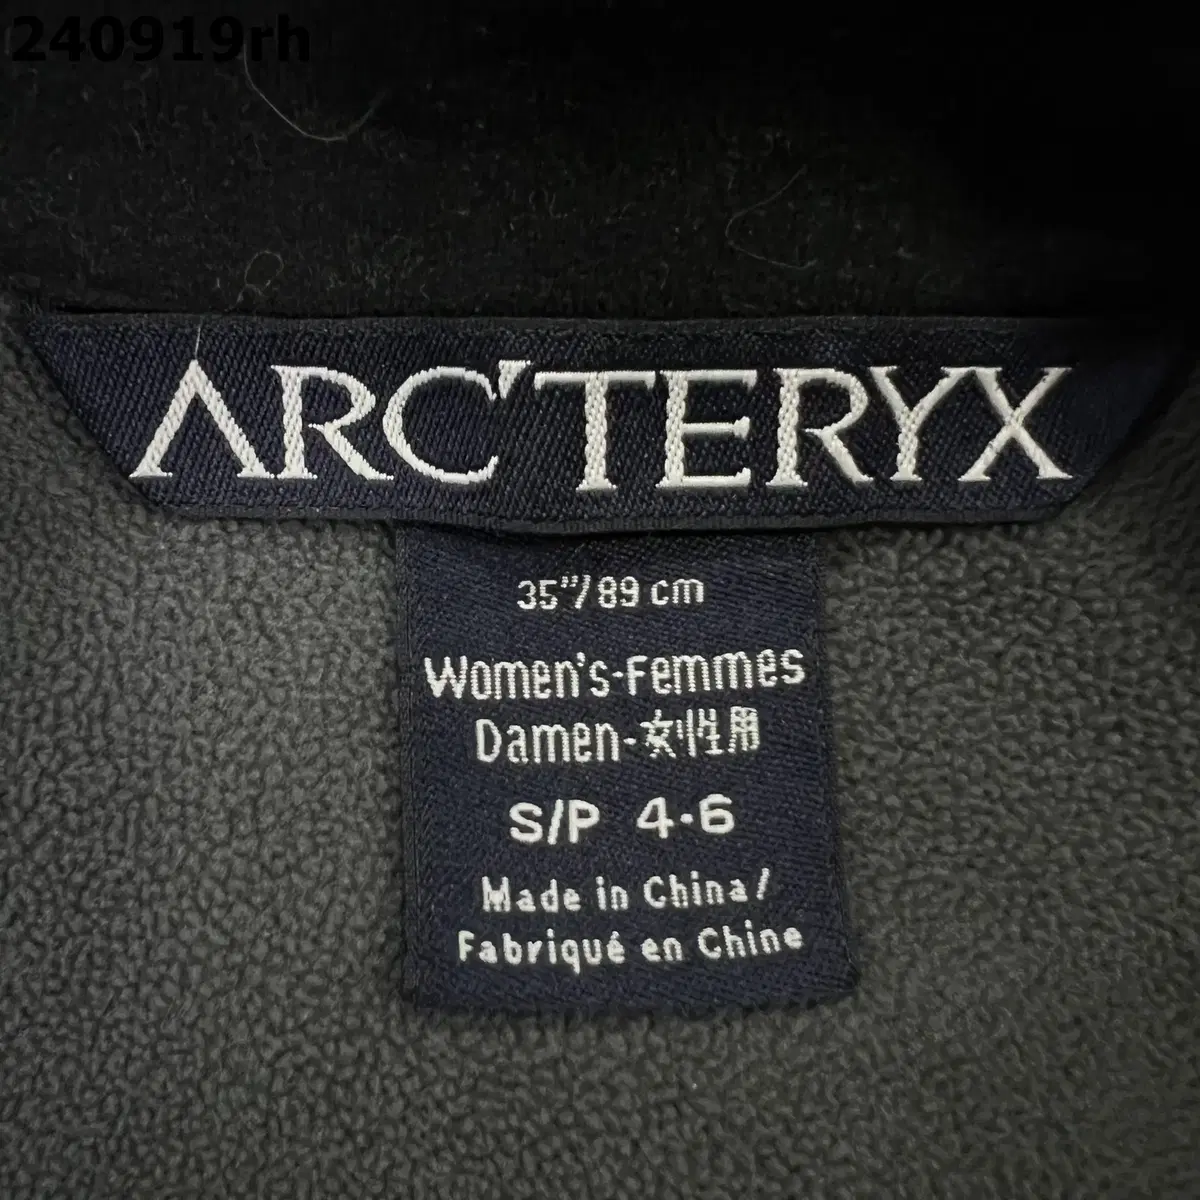 240919rh
ARC'TERYX
35"/89 cm
Women's-Femmes
Damen-女性用
S/P 4·6
Made in China/
Fabriqué en Chine